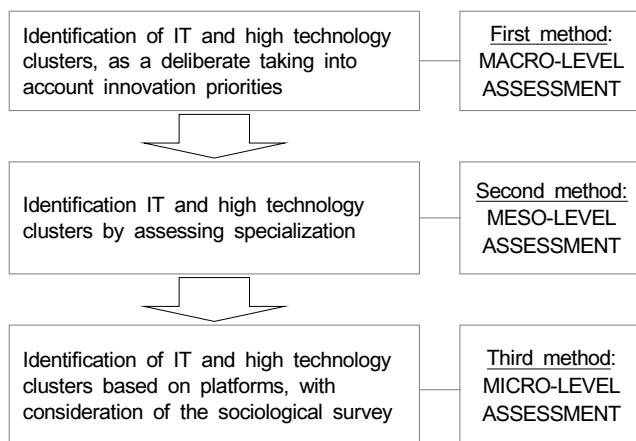 Identification of IT and high technology
clusters, as a deliberate taking into
account innovation priorities
First method:
MACRO-LEVEL
ASSESSMENT
Identification IT and high technology
clusters by assessing specialization
Second method:
MESO-LEVEL
ASSESSMENT
Identification of IT and high technology
clusters based on platforms, with
consideration of the sociological survey
Third method:
MICRO-LEVEL
ASSESSMENT